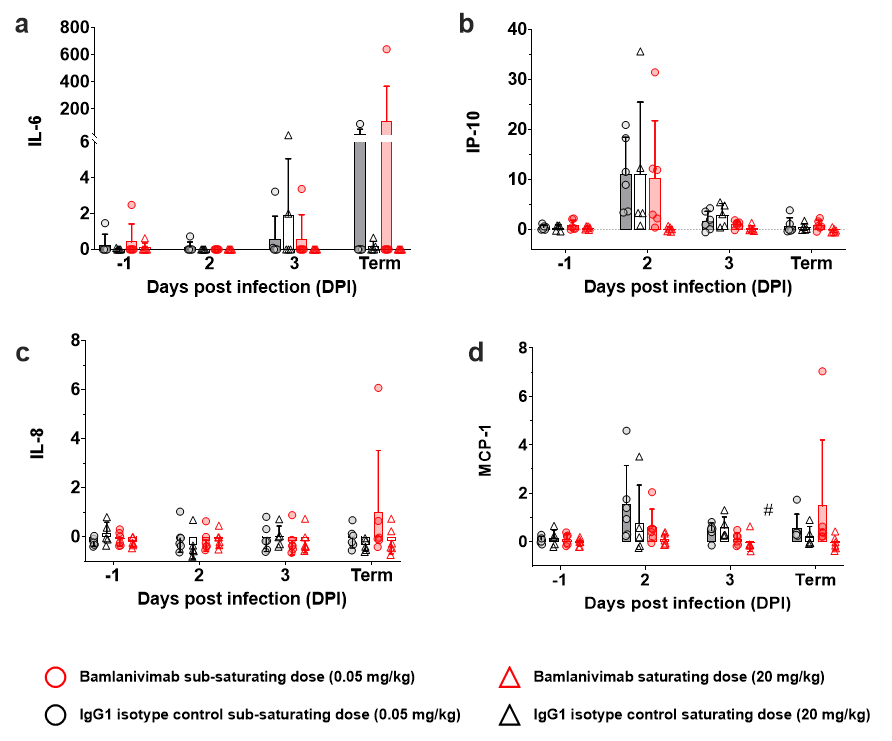 a
IL-6
800
600
400
200
6
4
2
0
-1
2
3
Term
Days post infection (DPI)
b
IP-10
40
30
20
10
0
-1
2
3
Term
Days post infection (DPI)
c
IL-8
8
6
4
2
0
-1
2
3
Term
Days post infection (DPI)
d
MCP-1
8
6
4
2
0
#
-1
2
3
Term
Days post infection (DPI)
Bamlanivimab sub-saturating dose (0.05 mg/kg)
Bamlanivimab saturating dose (20 mg/kg)
IgG1 isotype control sub-saturating dose (0.05 mg/kg)
IgG1 isotype control saturating dose (20 mg/kg)